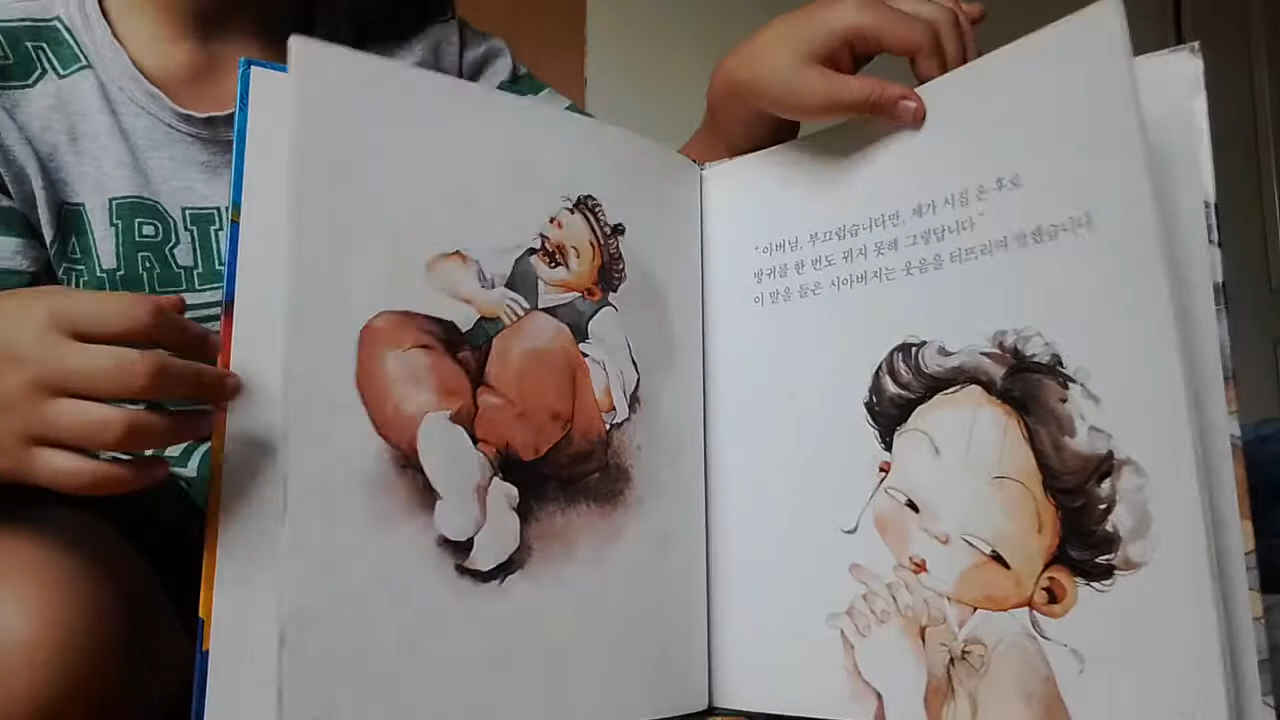 ARI
"아버님, 부끄럽습니다만, 제가 시집 온 후로
방귀를 한 번도 뀌지 못해 그렇답니다"
이 말을 들은 시아버지는 웃음을 터뜨리며 말했습니다.